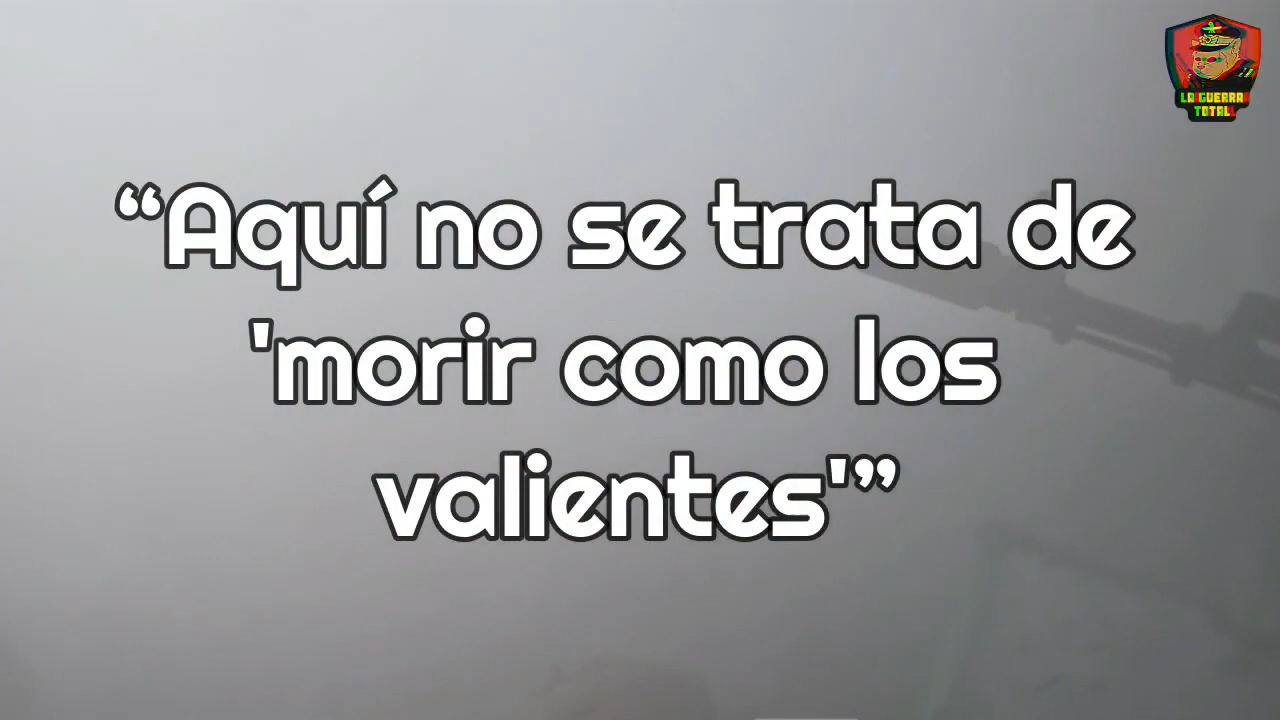 “Aquí no se trata de
'morir como los
valientes'”
LA GUERRA
TOTAL